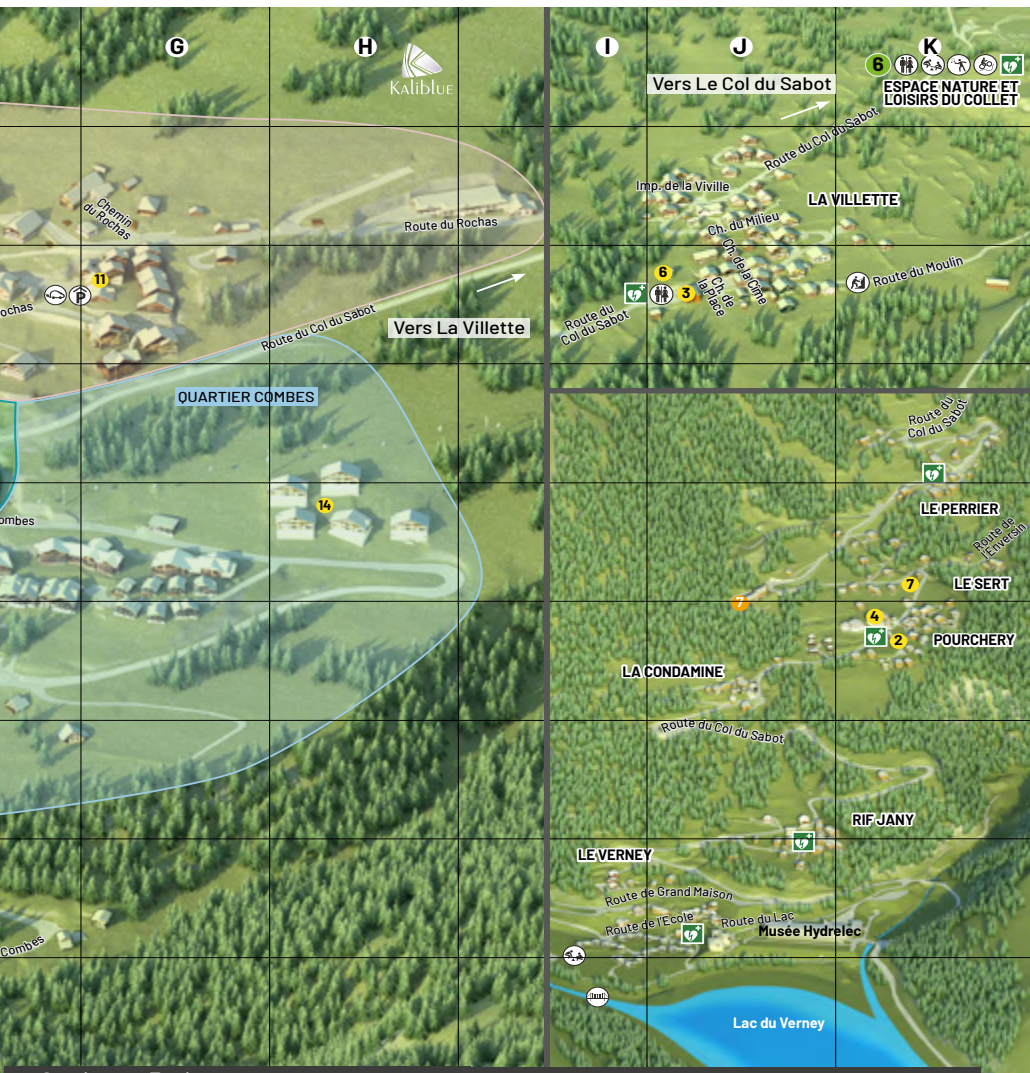 G
H
Kaliblue
Chemin
du Rochas
Route du Rochas
11
P
ochas
Route du Col du Sabot
Vers La Villette
QUARTIER COMBES
14
ombes
Combes
I
J
K
6
ESPACE NATURE ET
LOISIRS DU COLLET
Vers Le Col du Sabot
Route du Col du Sabot
Imp. de la Viville
LA VILLETTE
Ch. du Milieu
Ch. de la Cime
Ch. de
la Place
6
3
Route du Moulin
Route du
Col du Sabot
Route du
Col du Sabot
LE PERRIER
Route de
l'Enversin
7
LE SERT
7
4
2
POURCHERY
LA CONDAMINE
Route du Col du Sabot
RIF JANY
LE VERNEY
Route de Grand Maison
Route de l'Ecole
Route du Lac
Musée Hydrelec
Lac du Verney